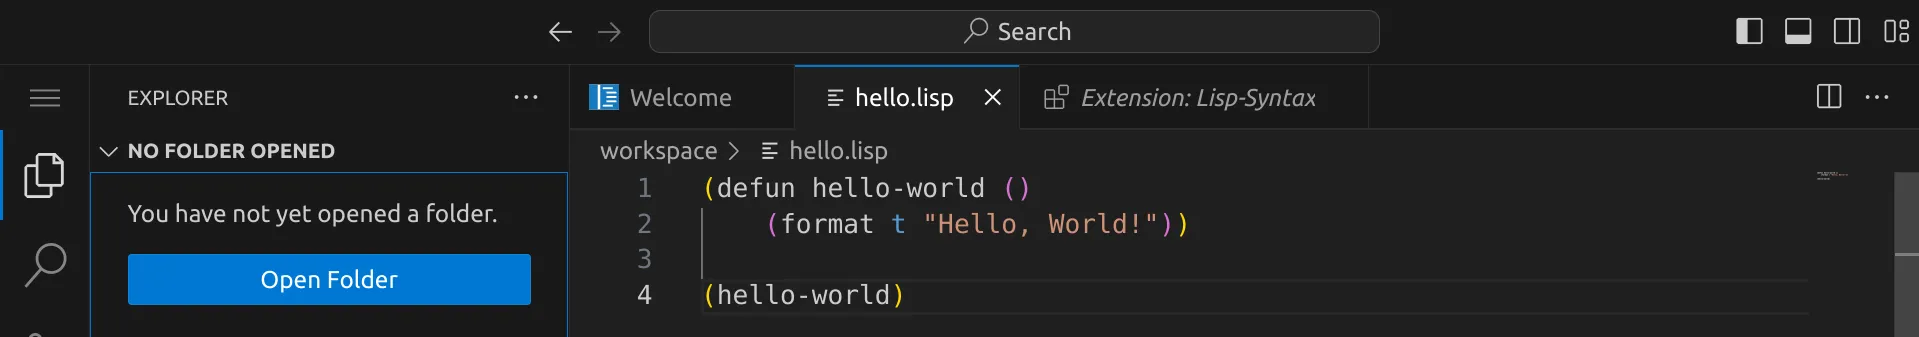 Search
EXPLORER
NO FOLDER OPENED
You have not yet opened a folder.
Open Folder
Welcome
hello.lisp
Extension: Lisp-Syntax
workspace > hello.lisp
1 (defun hello-world ()
2     (format t "Hello, World!"))
3
4 (hello-world)